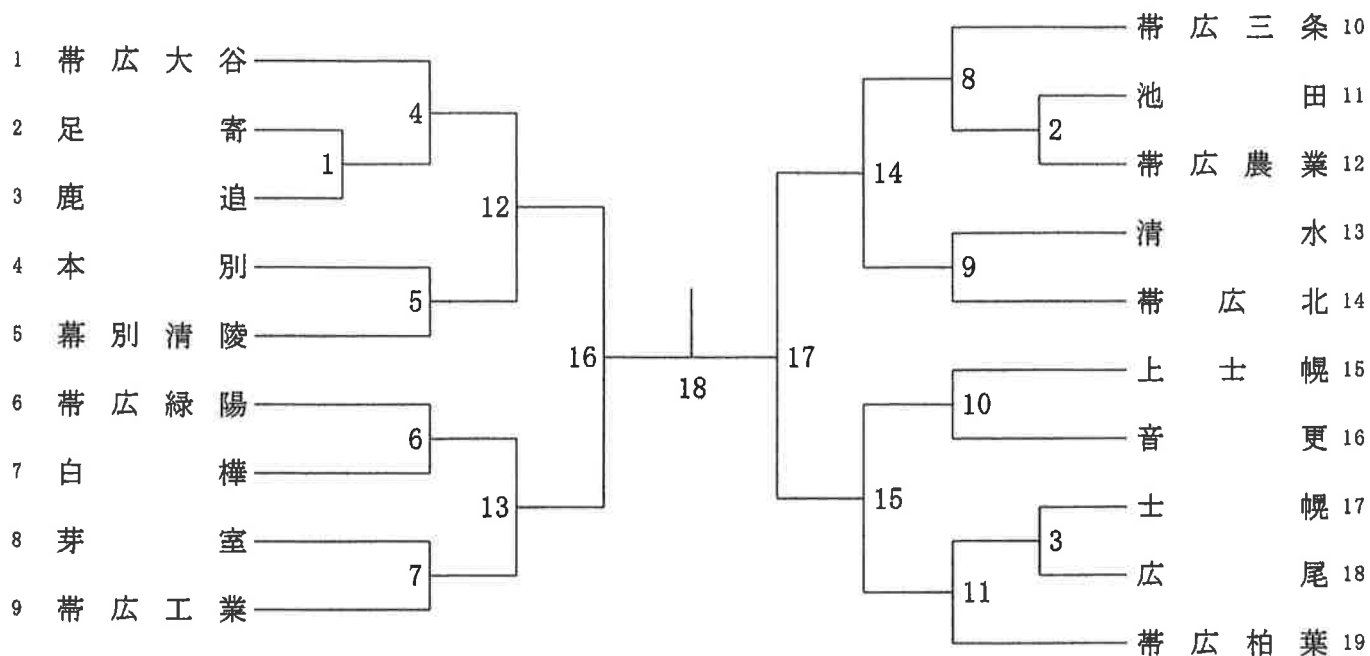 1 帯広大谷
2 足寄
3 鹿追
4 本別
5 幕別清陵
6 帯広緑陽
7 白樺
8 芽室
9 帯広工業
1
4
5
6
7
12
13
16
18
17
14
15
8
9
10
11
2
3
帯広三条 10
池田 11
帯広農業 12
清水 13
帯広北 14
上士幌 15
音更 16
士幌 17
広尾 18
帯広柏葉 19